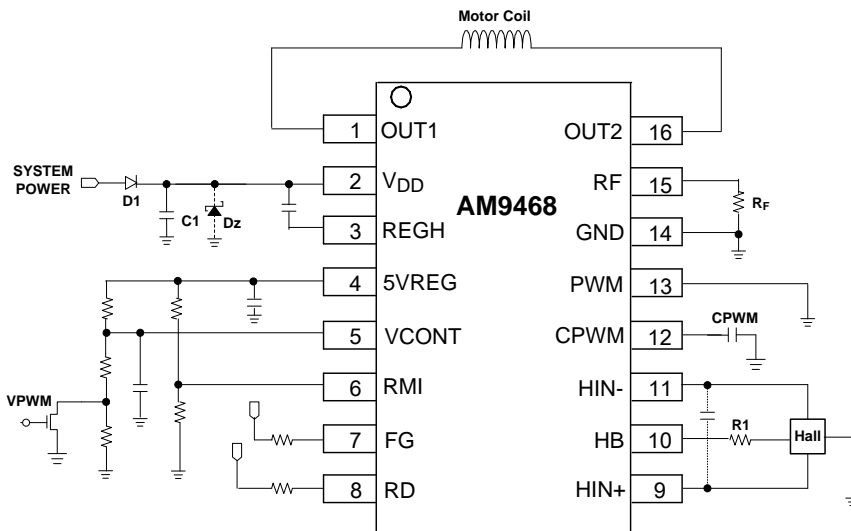 Motor Coil
1 OUT1
OUT2 16
SYSTEM
POWER
D1
C1
Dz
2 VDD
RF 15
RF
AM9468
3 REGH
GND 14
4 5VREG
PWM 13
5 VCONT
CPWM 12
CPWM
VPWM
6 RMI
HIN- 11
7 FG
HB 10
R1
Hall
8 RD
HIN+ 9